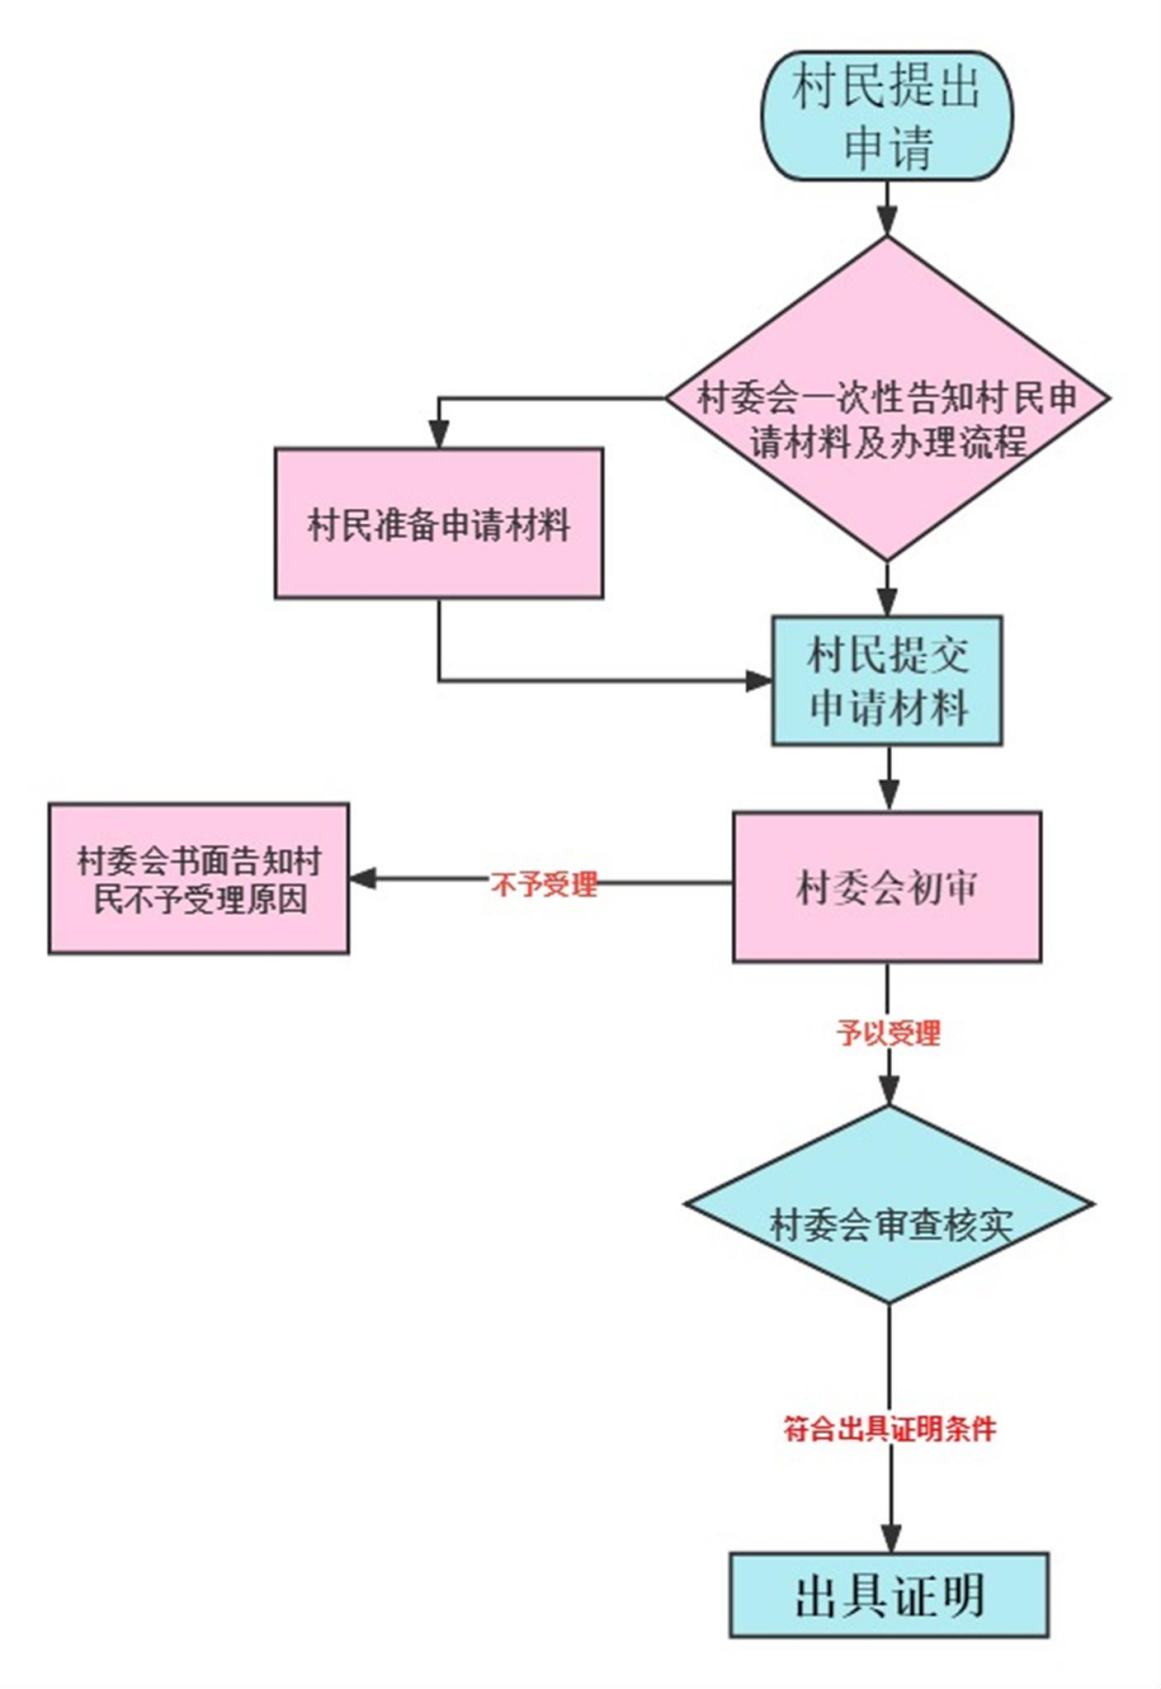 村民提出
申请
村委会一次性告知村民申
请材料及办理流程
村民准备申请材料
村民提交
申请材料
村委会书面告知村
民不予受理原因
不予受理
村委会初审
予以受理
村委会审查核实
符合出具证明条件
出具证明